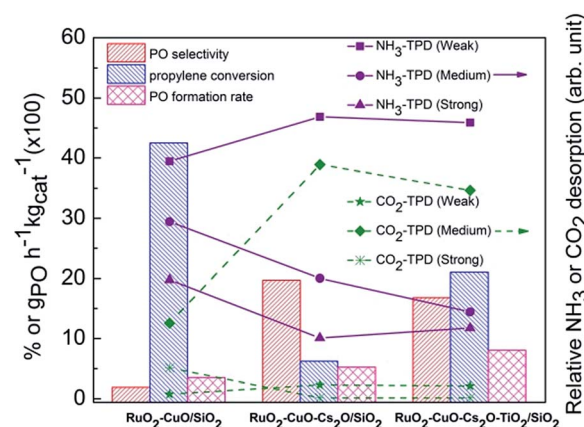 60
50
40
30
20
10
0
% or gPO h⁻¹kgcat⁻¹(x100)
PO selectivity
propylene conversion
PO formation rate
NH₃-TPD (Weak)
NH₃-TPD (Medium)
NH₃-TPD (Strong)
CO₂-TPD (Weak)
CO₂-TPD (Medium)
CO₂-TPD (Strong)
Relative NH₃ or CO₂ desorption (arb. unit)
RuO₂-CuO/SiO₂
RuO₂-CuO-Cs₂O/SiO₂
RuO₂-CuO-Cs₂O-TiO₂/SiO₂